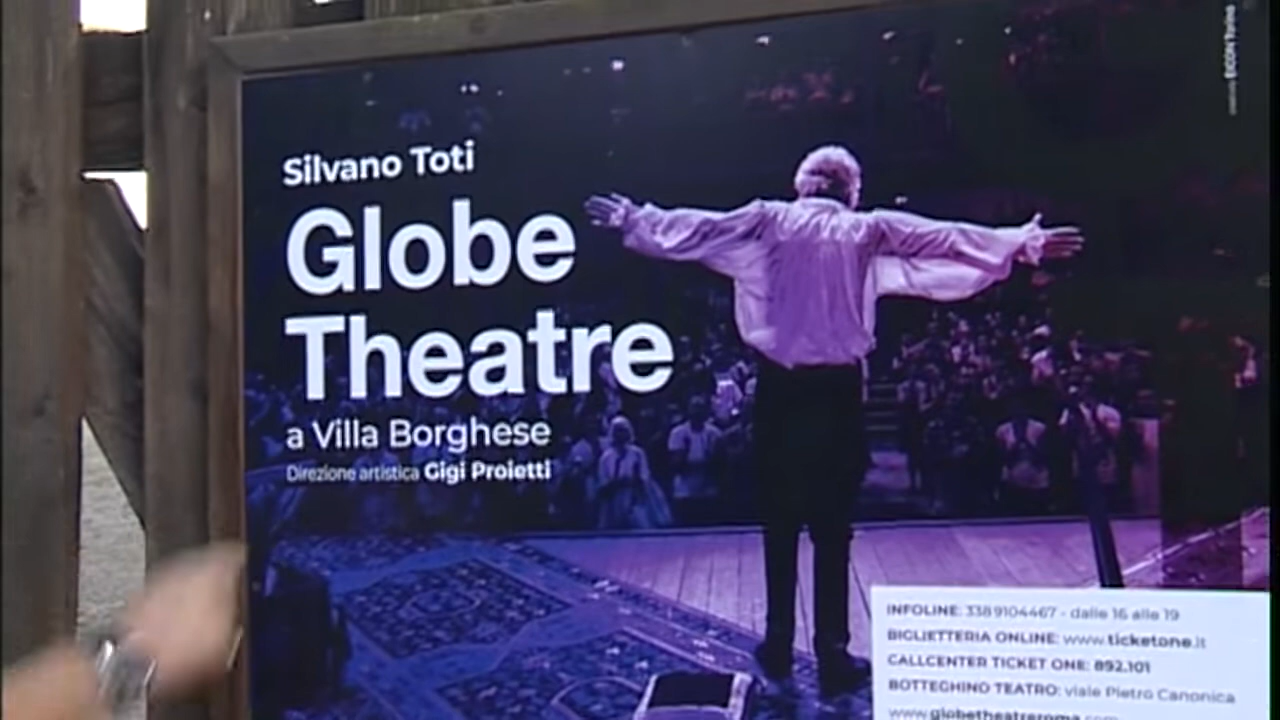 Silvano Toti
Globe
Theatre
a Villa Borghese
Direzione artistica Gigi Proietti
INFOLINE: 338 9104467 - dalle 16 alle 19
BIGLIETTERIA ONLINE: www.ticketone.it
CALLCENTER TICKET ONE: 892.101
BOTTEGHINO TEATRO: viale Pietro Canonica
www.globetheatreroma.com